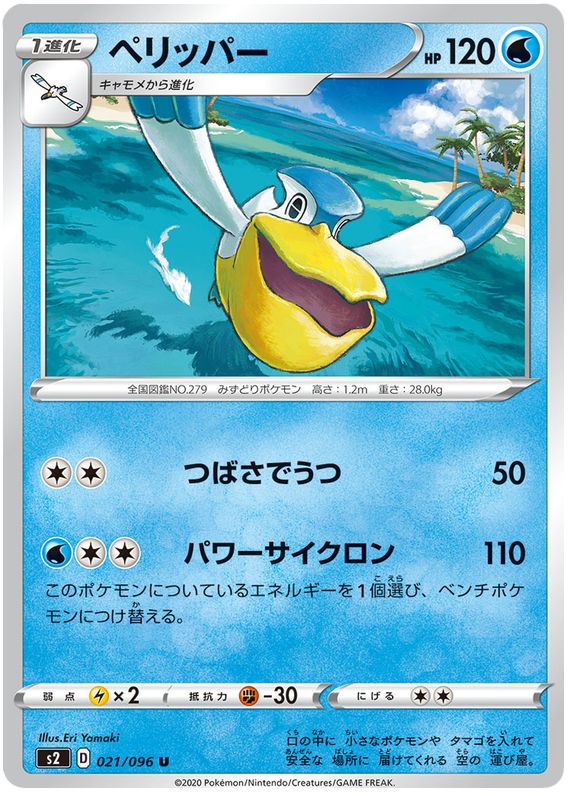 1進化
ペリッパー
HP120
キャモメから進化
全国図鑑NO.279 みずどりポケモン 高さ:1.2m 重さ:28.0kg
つばさでうつ 50
パワーサイクロン 110
このポケモンについているエネルギーを1個選び、ベンチポケ
モンにつけ替える。
弱点 ×2 抵抗力 -30 にげる
Illus.Eri Yamaki
S2 D 021/096 U
口の中に 小さなポケモンや タマゴを入れて
安全な 場所に 届けてくれる 空の 運び屋。
©2020 Pokémon/Nintendo/Creatures/GAME FREAK.